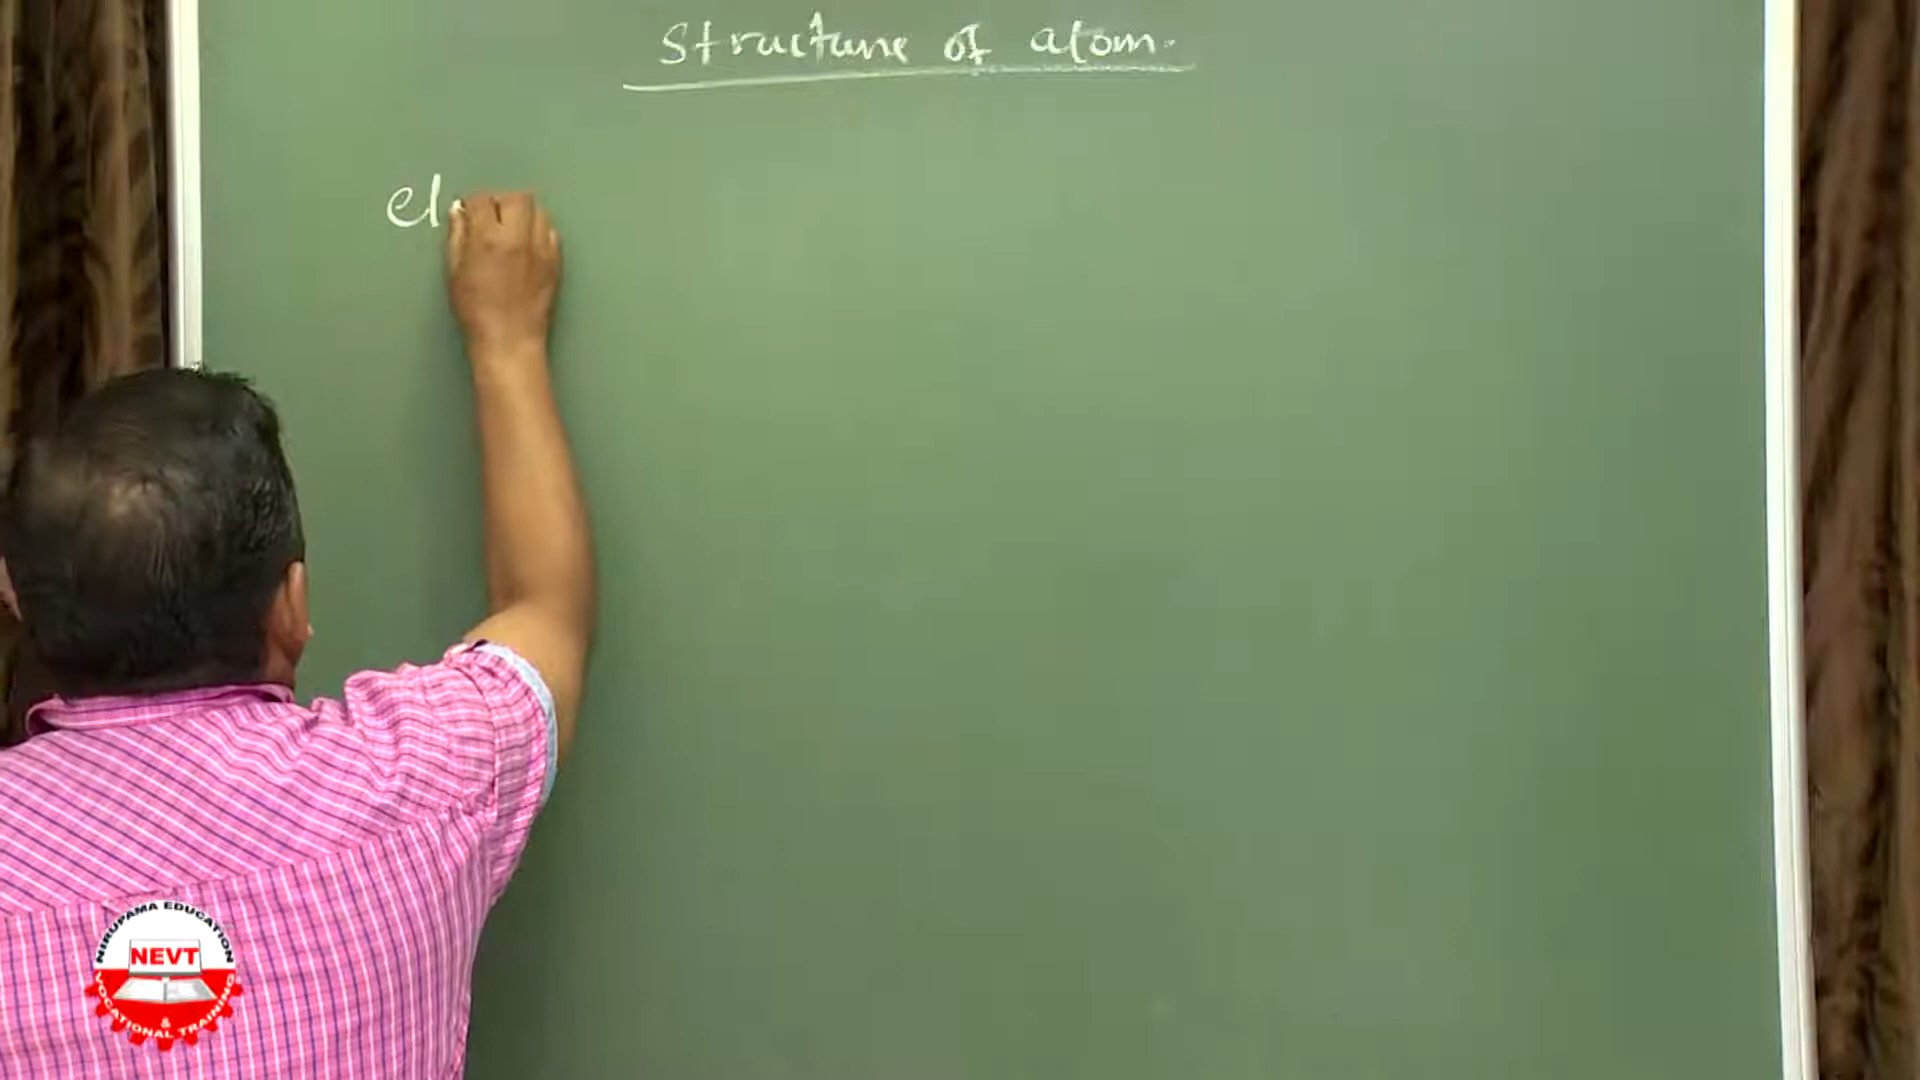 Structure of atom.
el
NIRUPAMA EDUCATION
NEVT
& VOCATIONAL TRAINING